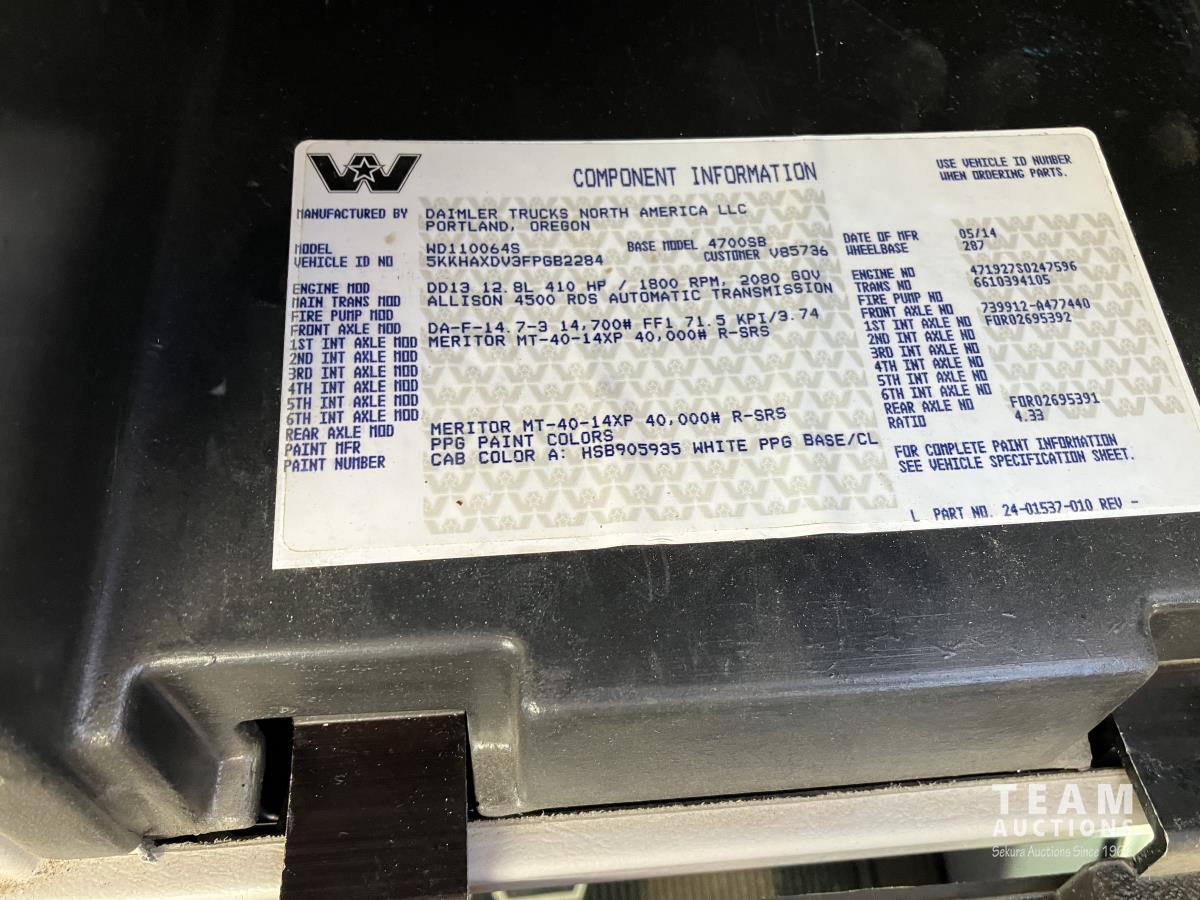 COMPONENT INFORMATION
USE VEHICLE ID NUMBER
WHEN ORDERING PARTS.
MANUFACTURED BY DAIMLER TRUCKS NORTH AMERICA LLC
PORTLAND, OREGON
MODEL WD110064S BASE MODEL 4700SB DATE OF MFR 05/14
VEHICLE ID NO 5KKHAXDV3FPGB2284 CUSTOMER V85736 WHEELBASE 287
ENGINE MOD DD13 12.8L 410 HP / 1800 RPM, 2080 GOV ENGINE NO 471927S0247596
MAIN TRANS MOD ALLISON 4500 RDS AUTOMATIC TRANSMISSION TRANS NO 6610394105
FIRE PUMP MOD FIRE PUMP NO
FRONT AXLE MOD DA-F-14.7-3 14,700# FF1 71.5 KPI/3.74 FRONT AXLE NO 739912-A477440
1ST INT AXLE MOD MERITOR MT-40-14XP 40,000# R-SRS 1ST INT AXLE NO FOR02695392
2ND INT AXLE MOD 2ND INT AXLE NO
3RD INT AXLE MOD 3RD INT AXLE NO
4TH INT AXLE MOD 4TH INT AXLE NO
5TH INT AXLE MOD 5TH INT AXLE NO
6TH INT AXLE MOD 6TH INT AXLE NO
REAR AXLE MOD MERITOR MT-40-14XP 40,000# R-SRS REAR AXLE NO FOR02695391
RATIO 4.33
PAINT MFR PPG PAINT COLORS
PAINT NUMBER CAB COLOR A: HSB905935 WHITE PPG BASE/CL
FOR COMPLETE PAINT INFORMATION
SEE VEHICLE SPECIFICATION SHEET.
L PART NO. 24-01537-010 REV -
TEAM
AUCTIONS
Sekura Auctions Since